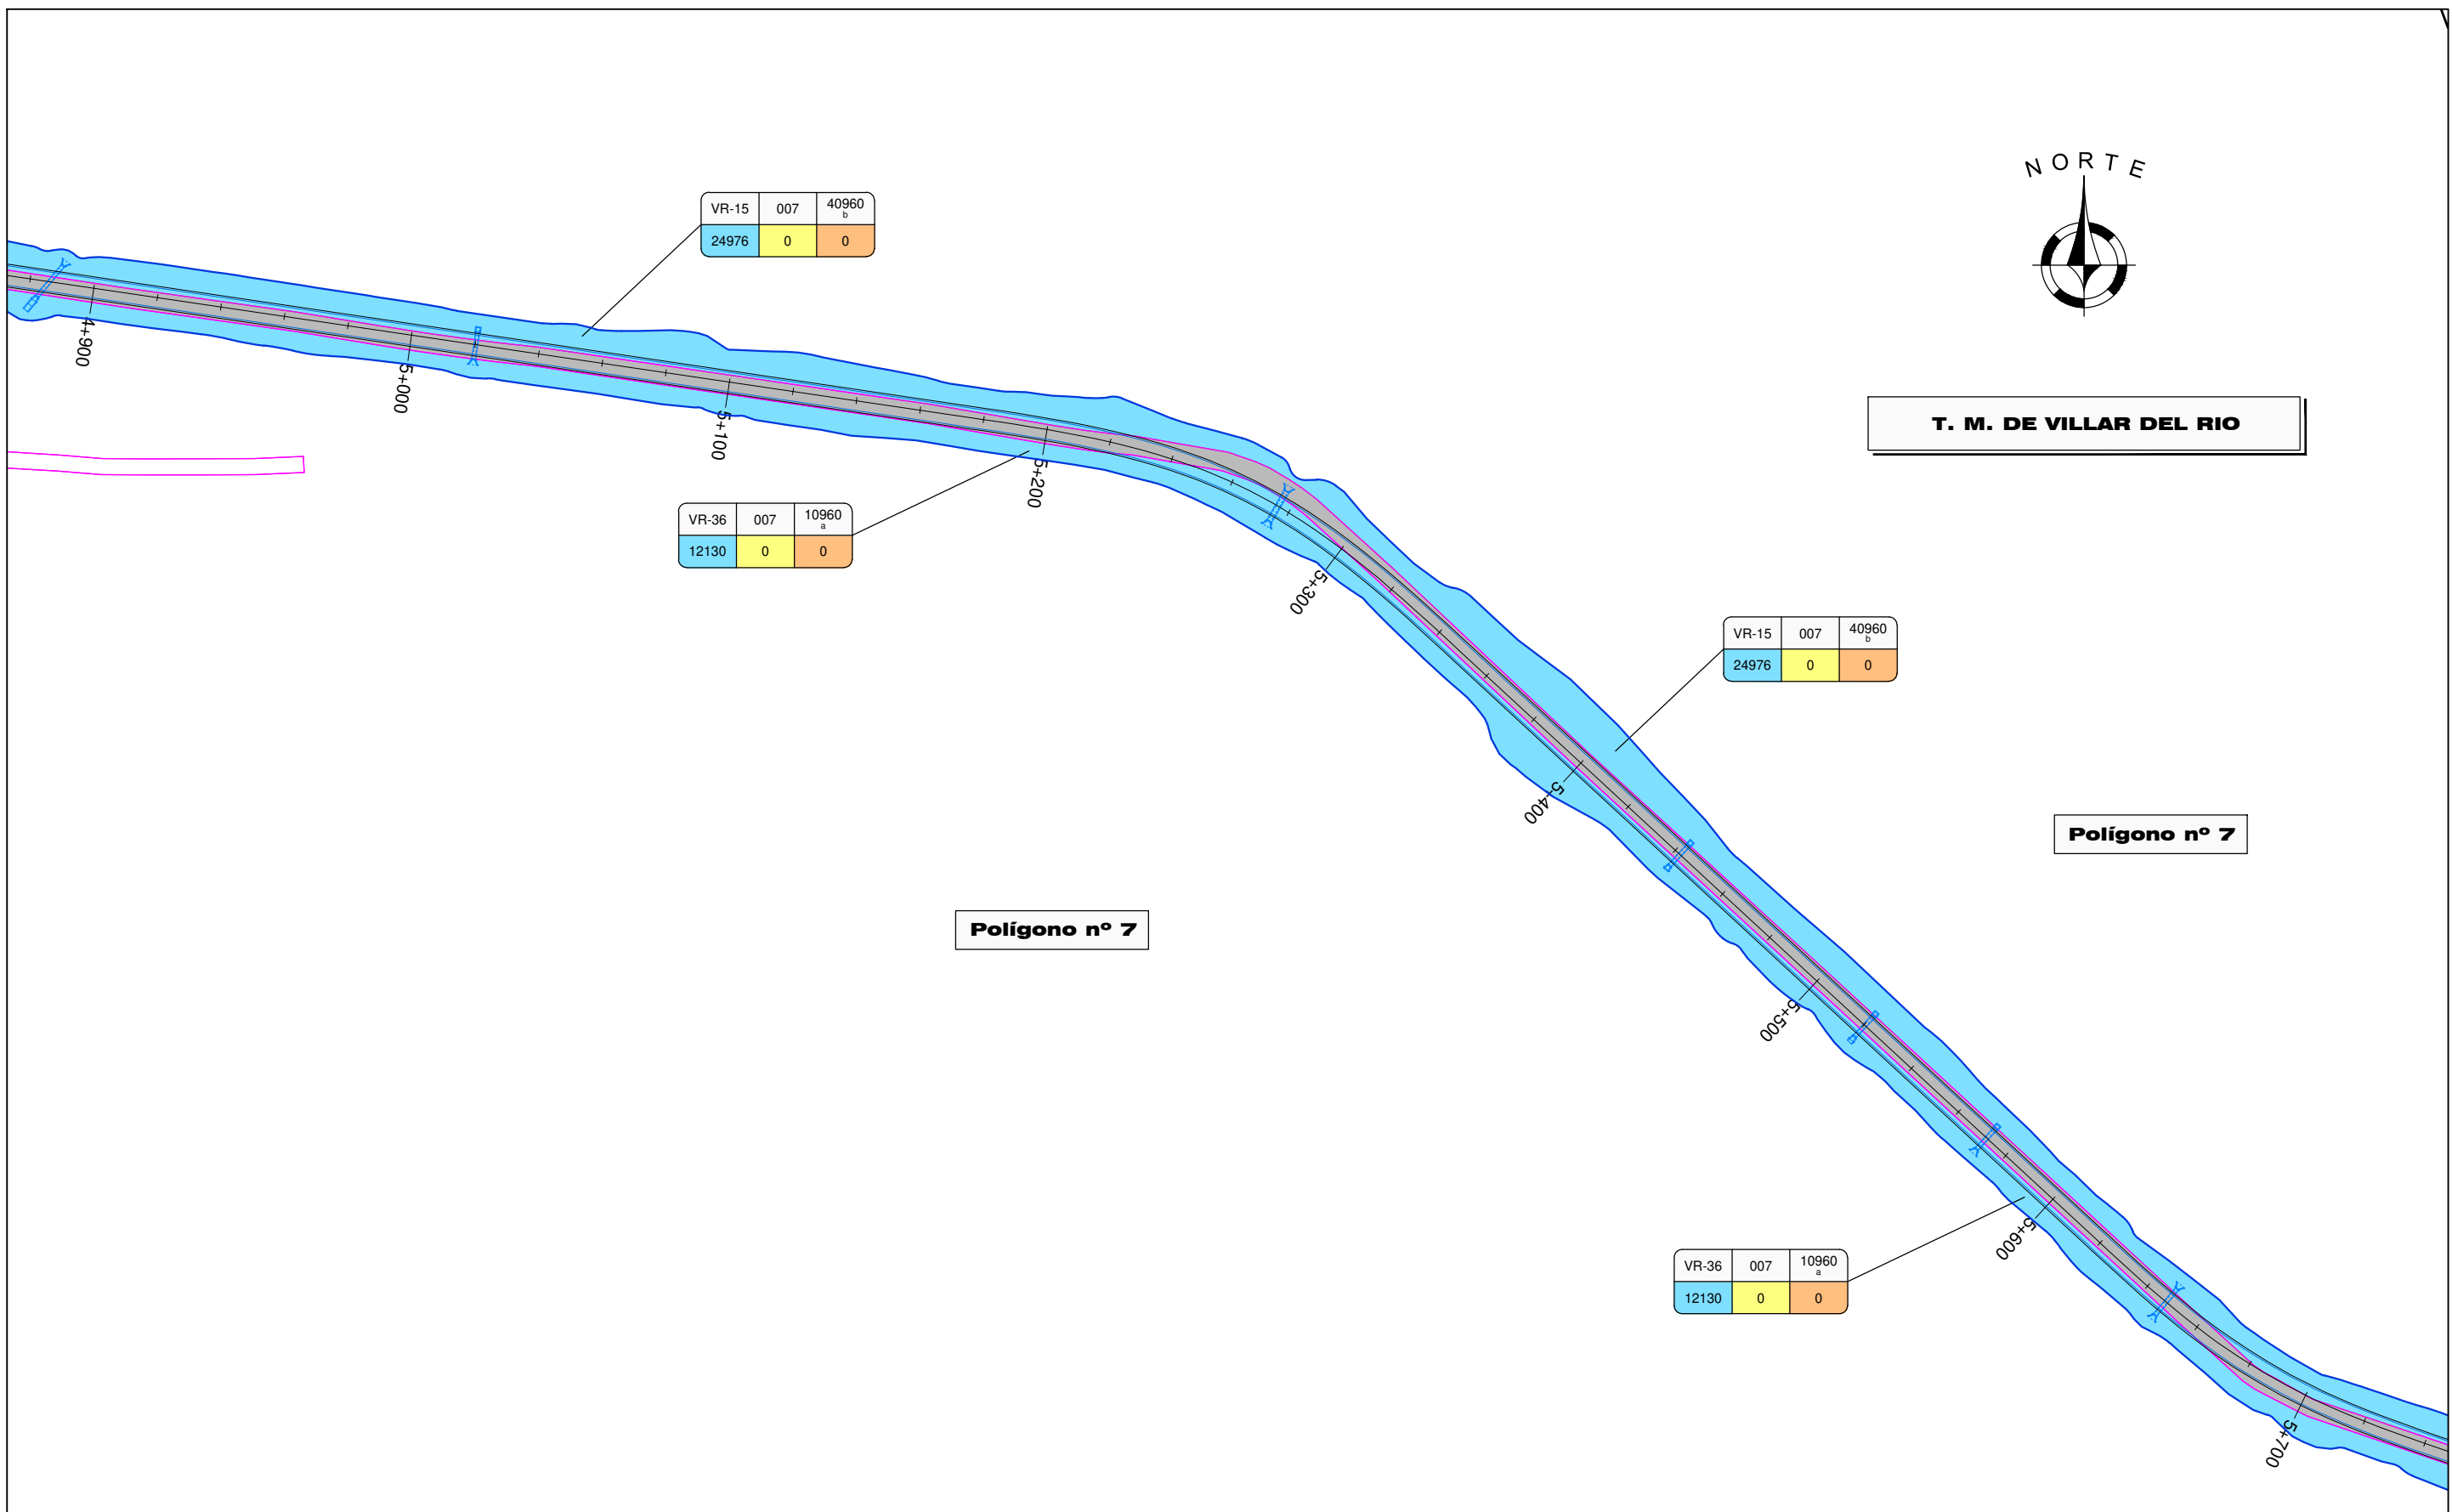 NORTE
VR-15 007 40960
b
24976 0 0
4+900
5+000
5+100
5+200
T. M. DE VILLAR DEL RIO
VR-36 007 10960
a
12130 0 0
5+300
VR-15 007 40960
b
24976 0 0
5+400
Polígono nº 7
Polígono nº 7
5+500
5+600
VR-36 007 10960
a
12130 0 0
5+700